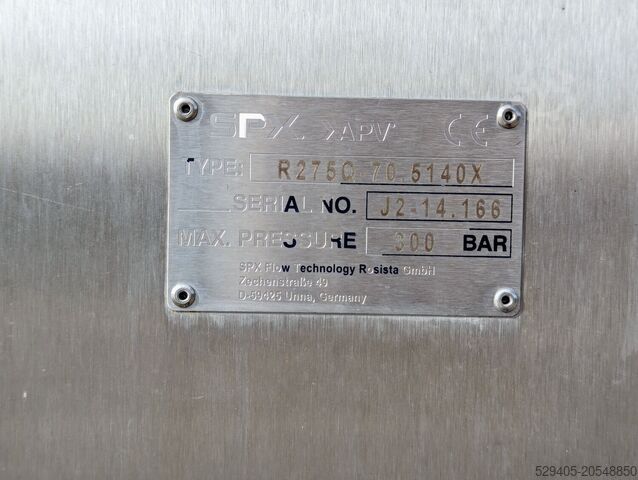 SPX APV CE
TYPE: R275C.70.5140X
SERIAL NO. J2-14.166
MAX. PRESSURE 300 BAR
SPX Flow Technology Rosista GmbH
Zechenstraße 49
D-59425 Unna, Germany
529405-20548850